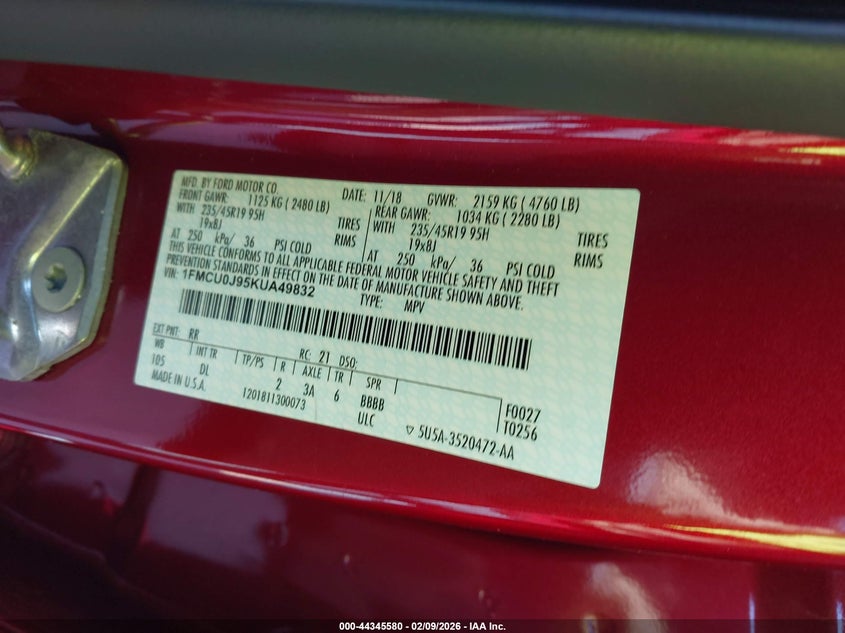 MFD. BY FORD MOTOR CO.
DATE: 11/18 GVWR: 2159 KG ( 4760 LB)
FRONT GAWR: 1125 KG ( 2480 LB) REAR GAWR: 1034 KG ( 2280 LB)
WITH 235/45R19 95H TIRES WITH 235/45R19 95H TIRES
19x8J RIMS 19x8J RIMS
AT 250 kPa/ 36 PSI COLD AT 250 kPa/ 36 PSI COLD
THIS VEHICLE CONFORMS TO ALL APPLICABLE FEDERAL MOTOR VEHICLE SAFETY AND THEFT
PREVENTION STANDARDS IN EFFECT ON THE DATE OF MANUFACTURE SHOWN ABOVE.
VIN: 1FMCU0J95KUA49832
TYPE: MPV
EXT PNT: RR RC: 21 DSO:
WB INT TR TP/PS R AXLE TR SPR
105 DL 2 3A 6 BBBB F0027
MADE IN U.S.A. 1201811300073 ULC T0256
▽ 5U5A-3520472-AA
000-44345580 | 02/09/2026 - IAA Inc.